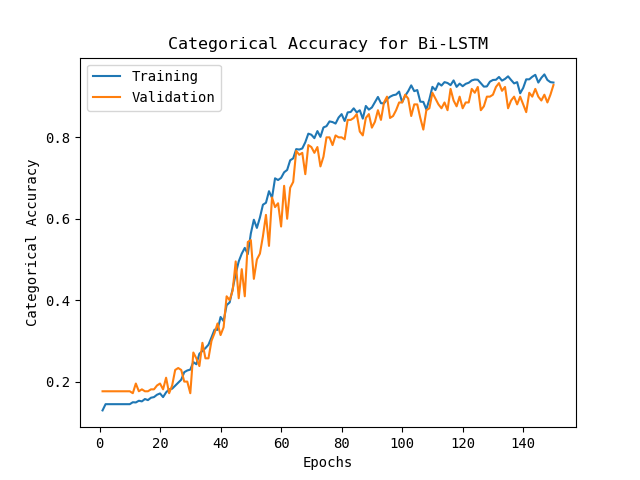 Categorical Accuracy for Bi-LSTM
Training
Validation
Categorical Accuracy
0.8
0.6
0.4
0.2
0 20 40 60 80 100 120 140
Epochs